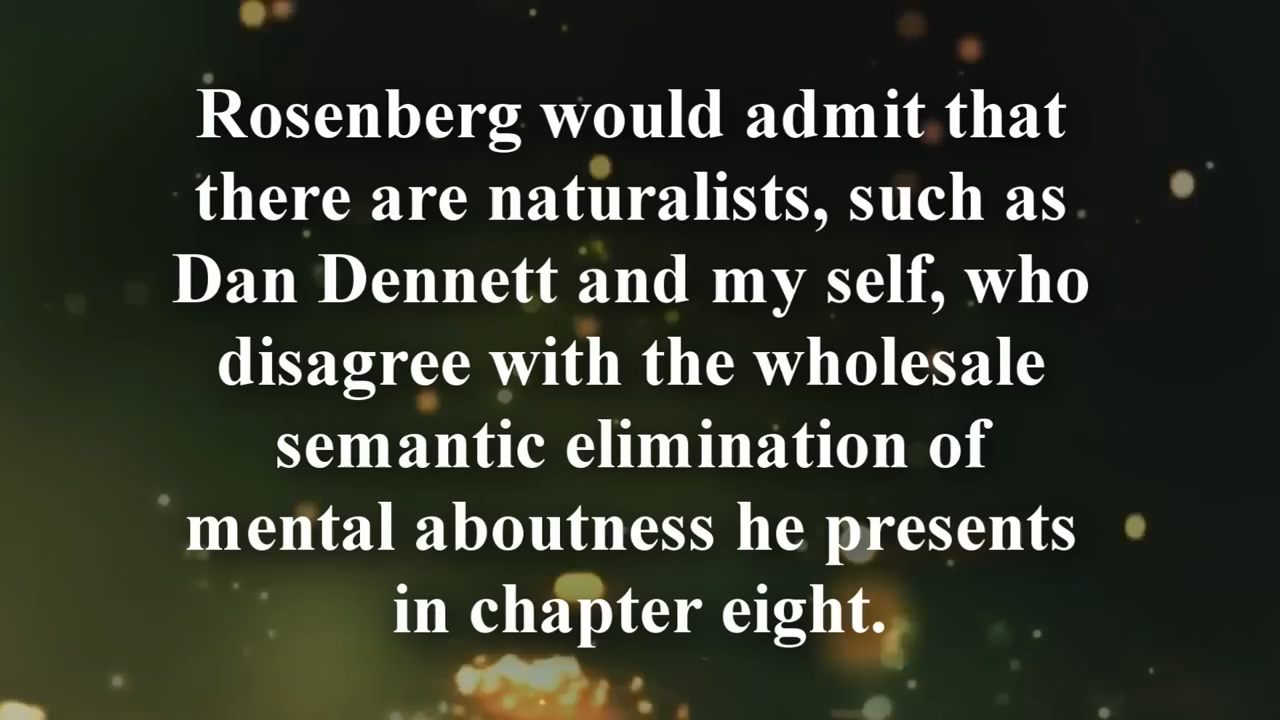 Rosenberg would admit that
there are naturalists, such as
Dan Dennett and my self, who
disagree with the wholesale
semantic elimination of
mental aboutness he presents
in chapter eight.